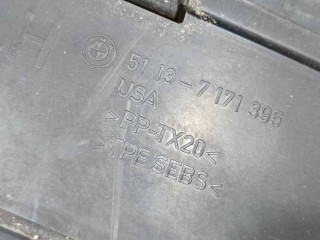 H
51 13-7 171 395
USA
>PP-TX20<
>TPE SEBS<